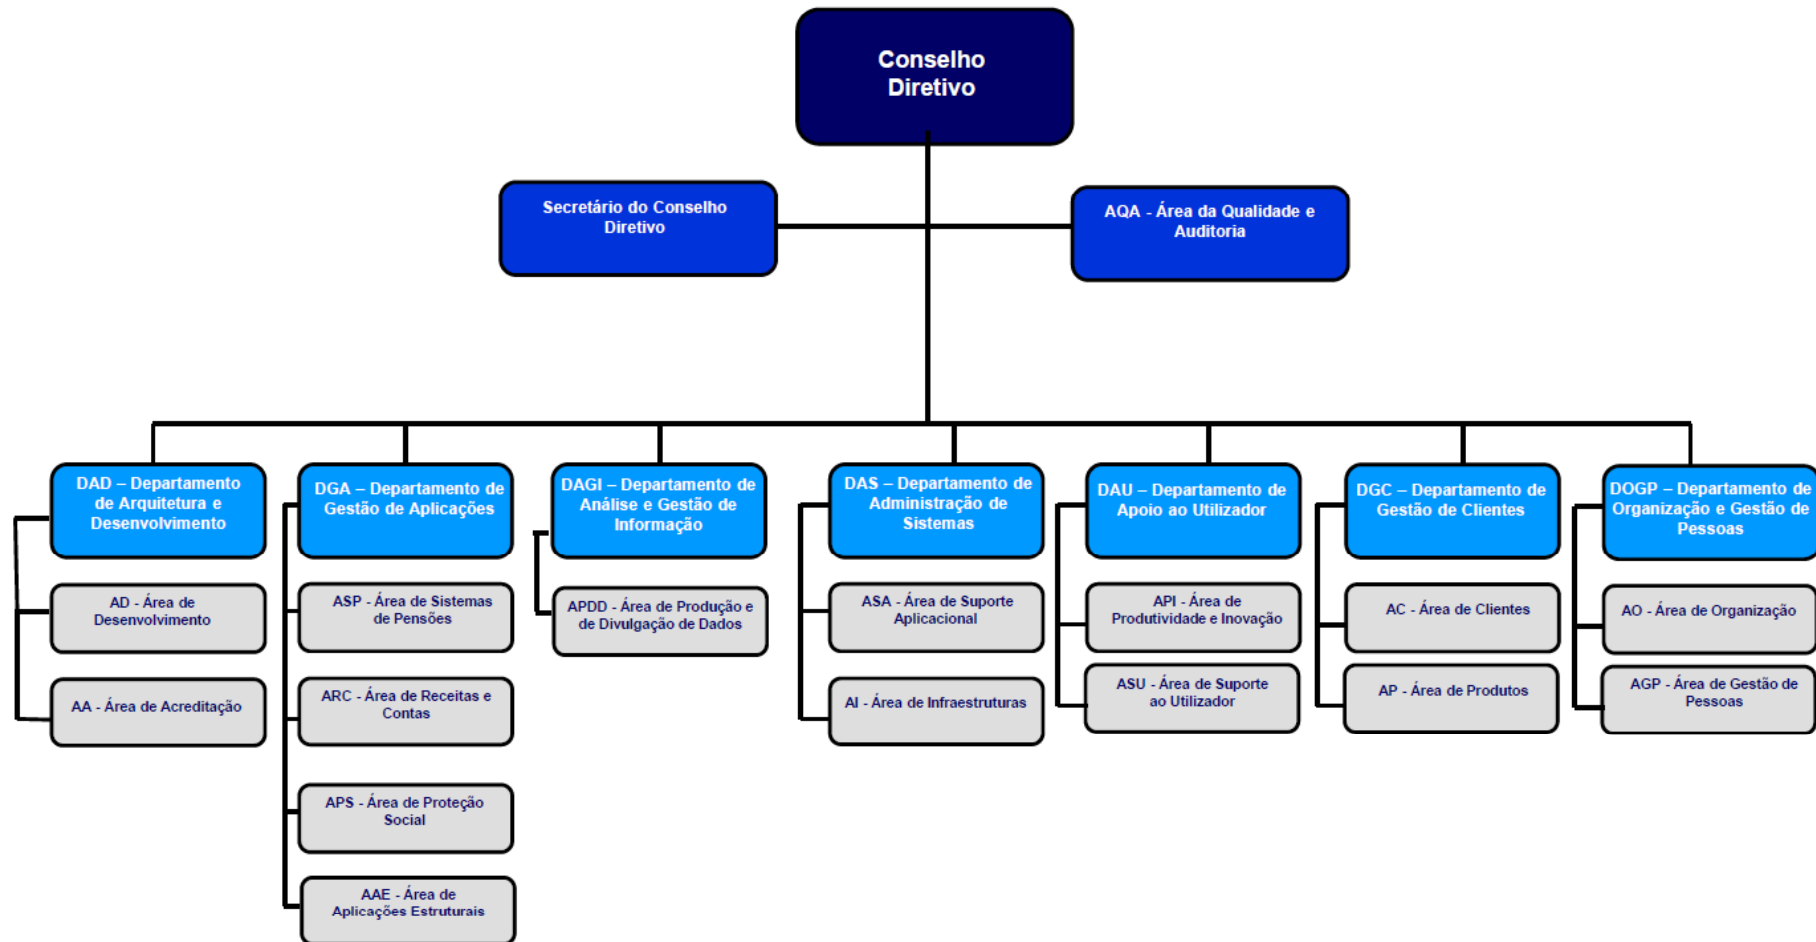 Conselho
Diretivo
Secretário do Conselho
Diretivo
AQA - Área da Qualidade e
Auditoria
DAD – Departamento
de Arquitetura e
Desenvolvimento
AD - Área de
Desenvolvimento
AA - Área de Acreditação
DGA – Departamento de
Gestão de Aplicações
ASP - Área de Sistemas
de Pensões
ARC - Área de Receitas e
Contas
APS - Área de Proteção
Social
AAE - Área de
Aplicações Estruturais
DAGI – Departamento de
Análise e Gestão de
Informação
APDD - Área de Produção e
de Divulgação de Dados
DAS – Departamento de
Administração de
Sistemas
ASA - Área de Suporte
Aplicacional
AI - Área de Infraestruturas
DAU – Departamento de
Apoio ao Utilizador
API - Área de
Produtividade e Inovação
ASU - Área de Suporte
ao Utilizador
DGC – Departamento de
Gestão de Clientes
AC - Área de Clientes
AP - Área de Produtos
DOGP – Departamento de
Organização e Gestão de
Pessoas
AO - Área de Organização
AGP - Área de Gestão de
Pessoas